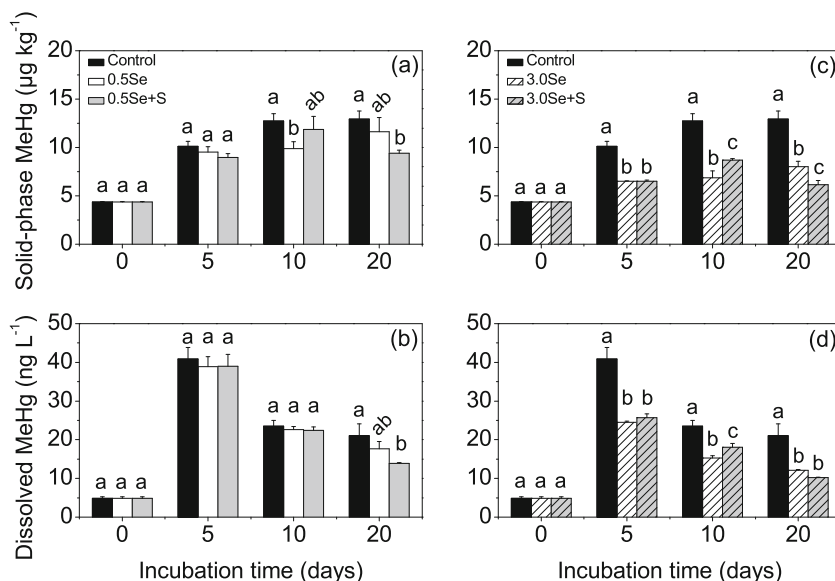 Solid-phase MeHg (µg kg⁻¹)
20
15
10
5
0
Control
0.5Se
0.5Se+S
(a)
a a a
a a a
a b ab
a ab b
0 5 10 20
Control
3.0Se
3.0Se+S
(c)
20
15
10
5
0
a a a
a b b
a b c
a b c
0 5 10 20
Dissolved MeHg (ng L⁻¹)
50
40
30
20
10
0
(b)
a a a
a a a
a a a
a ab b
0 5 10 20
Incubation time (days)
50
40
30
20
10
0
(d)
a a a
a b b
a b c
a b b
0 5 10 20
Incubation time (days)